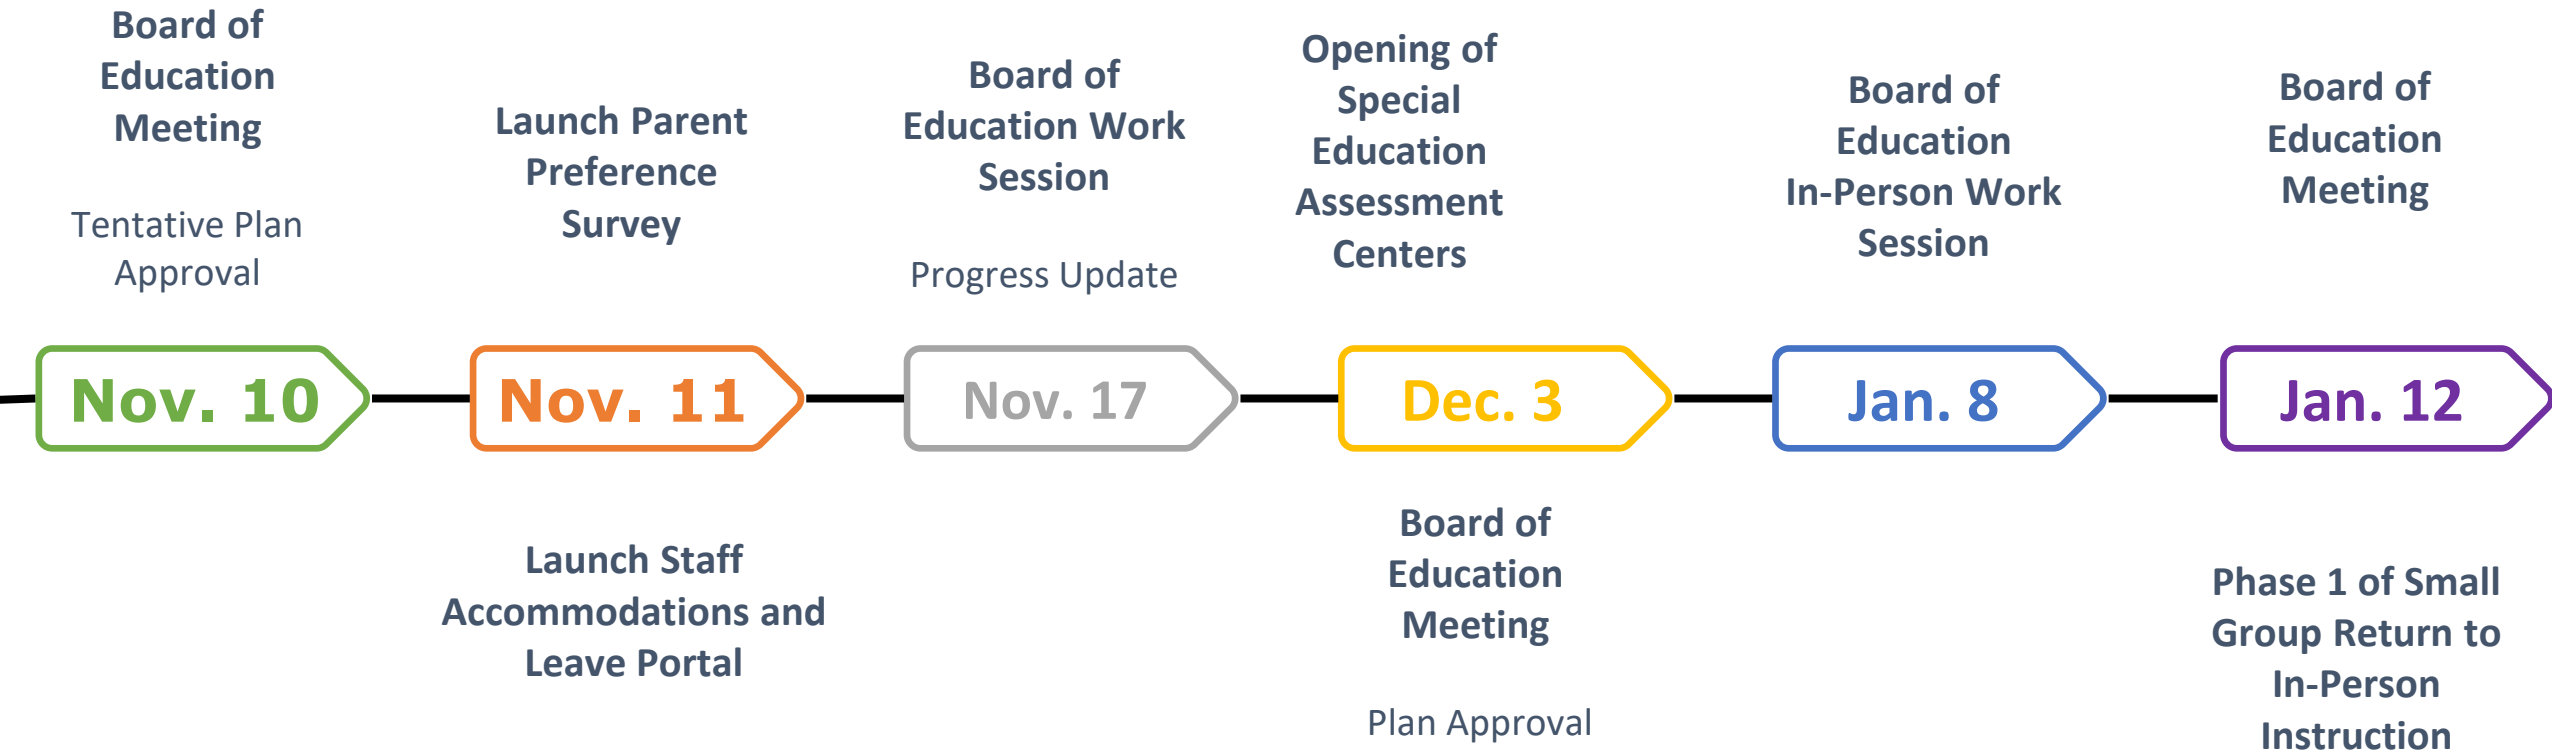 Board of
Education
Meeting
Tentative Plan
Approval
Nov. 10
Launch Parent
Preference
Survey
Nov. 11
Launch Staff
Accommodations and
Leave Portal
Board of
Education Work
Session
Progress Update
Nov. 17
Opening of
Special
Education
Assessment
Centers
Dec. 3
Board of
Education
Meeting
Plan Approval
Board of
Education
In-Person Work
Session
Jan. 8
Board of
Education
Meeting
Jan. 12
Phase 1 of Small
Group Return to
In-Person
Instruction